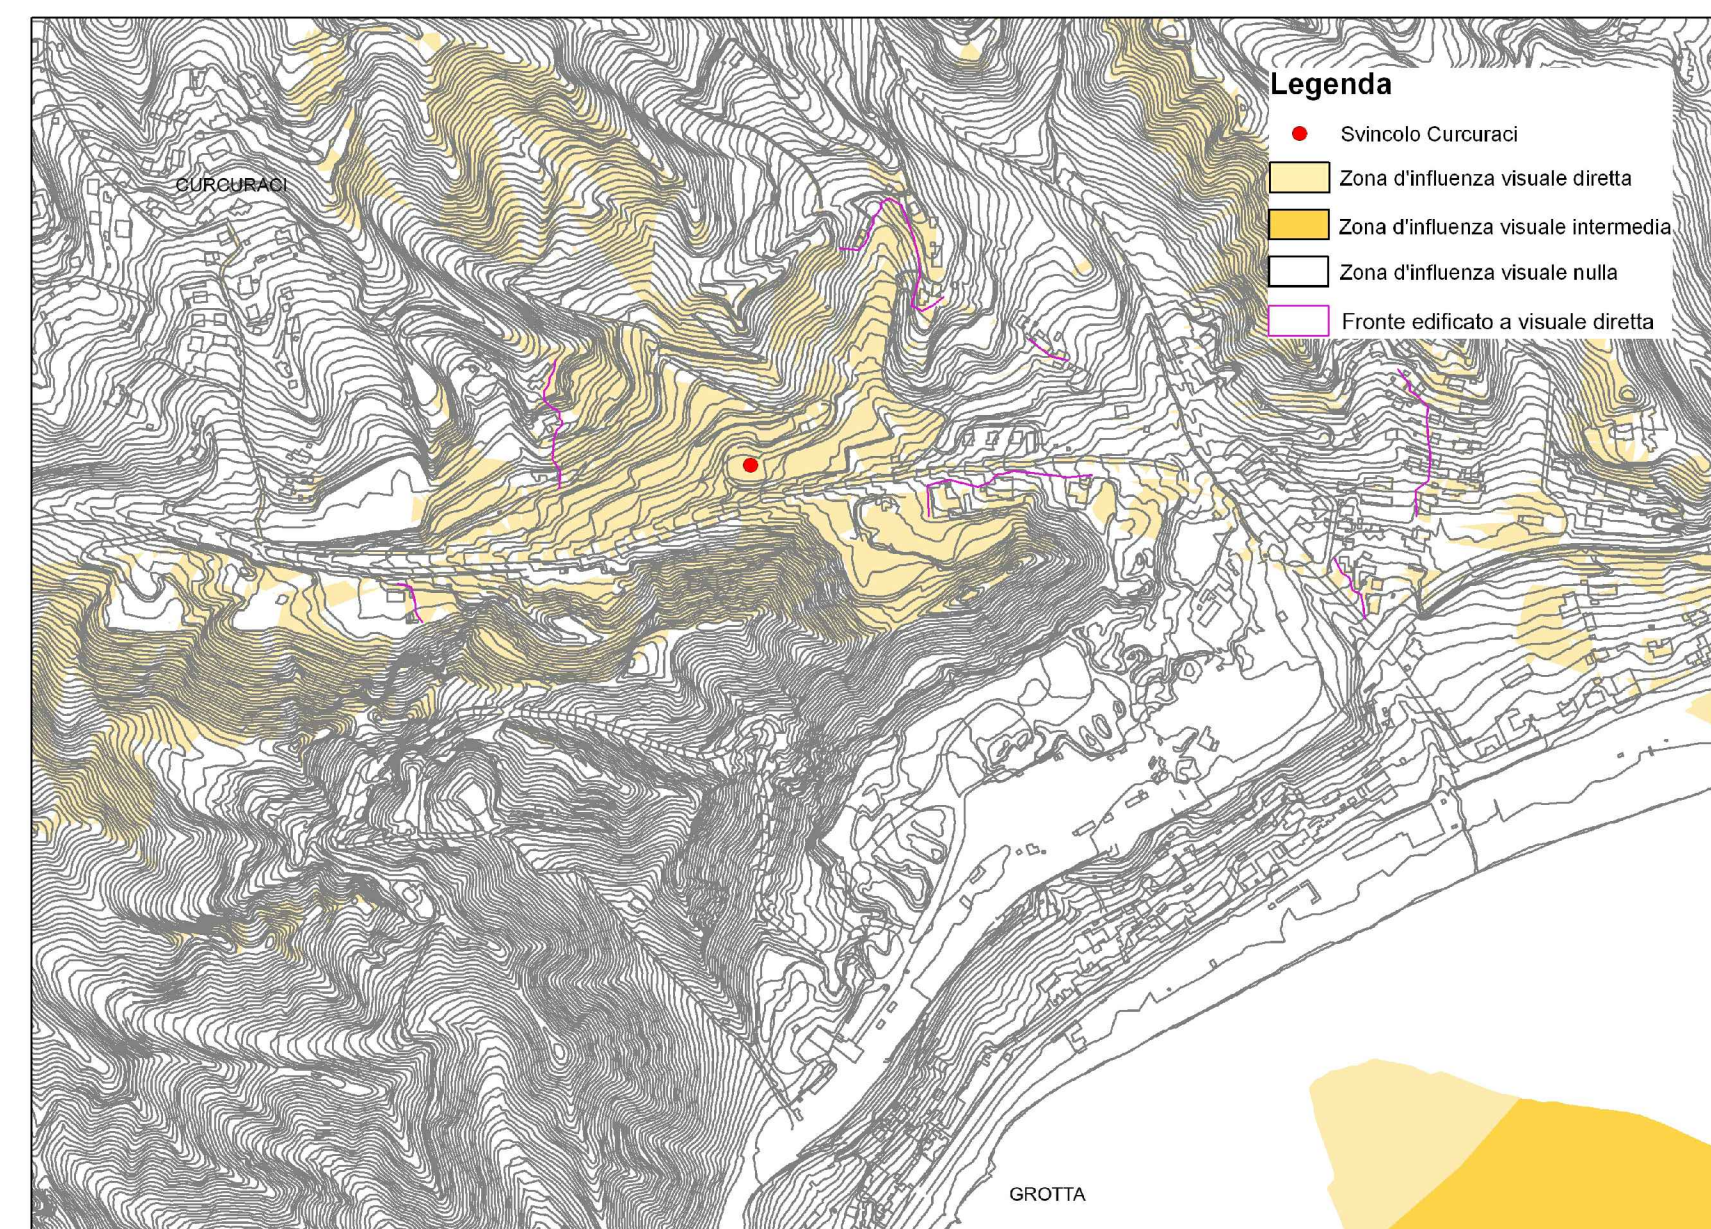 Legenda
Svincolo Curcuraci
Zona d'influenza visuale diretta
Zona d'influenza visuale intermedia
Zona d'influenza visuale nulla
Fronte edificato a visuale diretta
CURCURACI
GROTTA